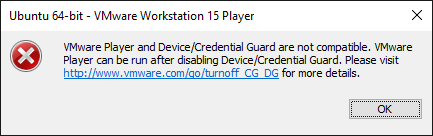 Ubuntu 64-bit - VMware Workstation 15 Player
VMware Player and Device/Credential Guard are not compatible. VMware
Player can be run after disabling Device/Credential Guard. Please visit
http://www.vmware.com/go/turnoff_CG_DG for more details.
OK